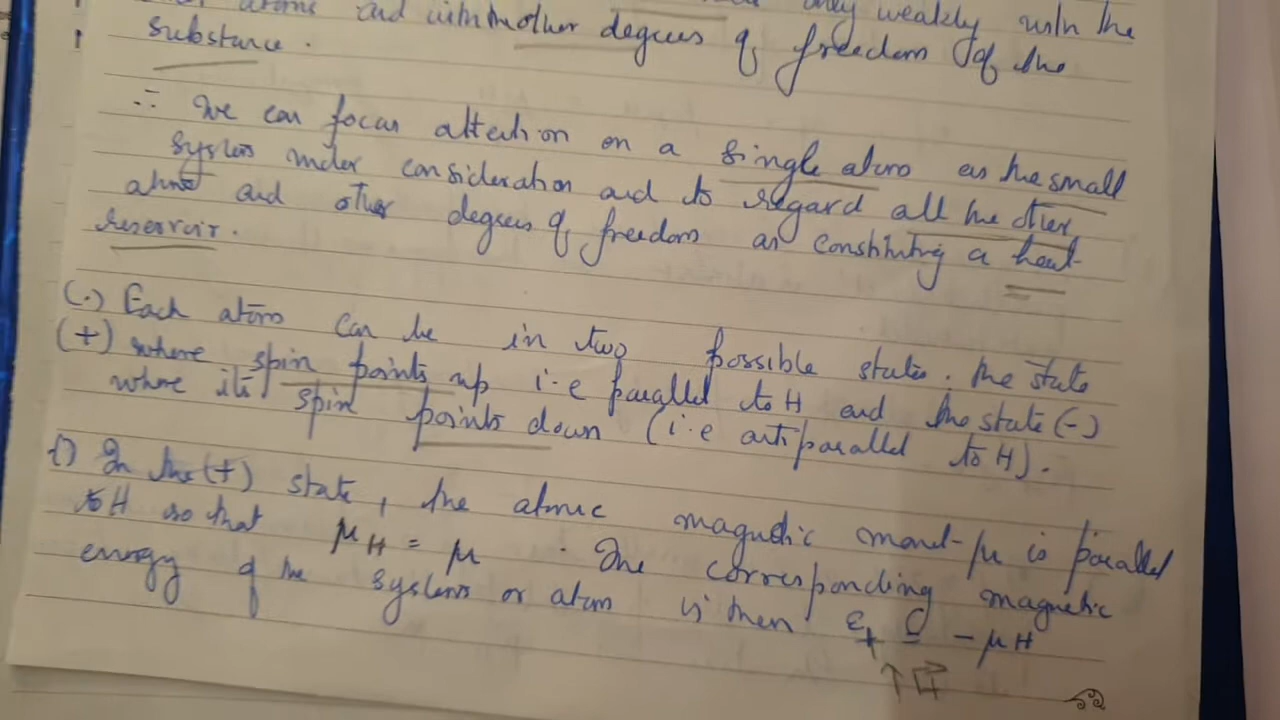 atoms and with other degrees of freedom of the
only weakly with the
substance.
∴ We can focus attention on a single atom as the small
system under consideration and to regard all the other
atoms and other degrees of freedom as constituting a heat
reservoir.
(.) Each atom can be in two possible states. The state
(+) where spin points up i.e parallel to H and the state (-)
where its spin points down (i.e antiparallel to H).
In the (+) state, the atomic magnetic moment μ is parallel
to H so that μH = μ. The corresponding magnetic
energy of the system or atom is then ε+ = -μH
↑ H